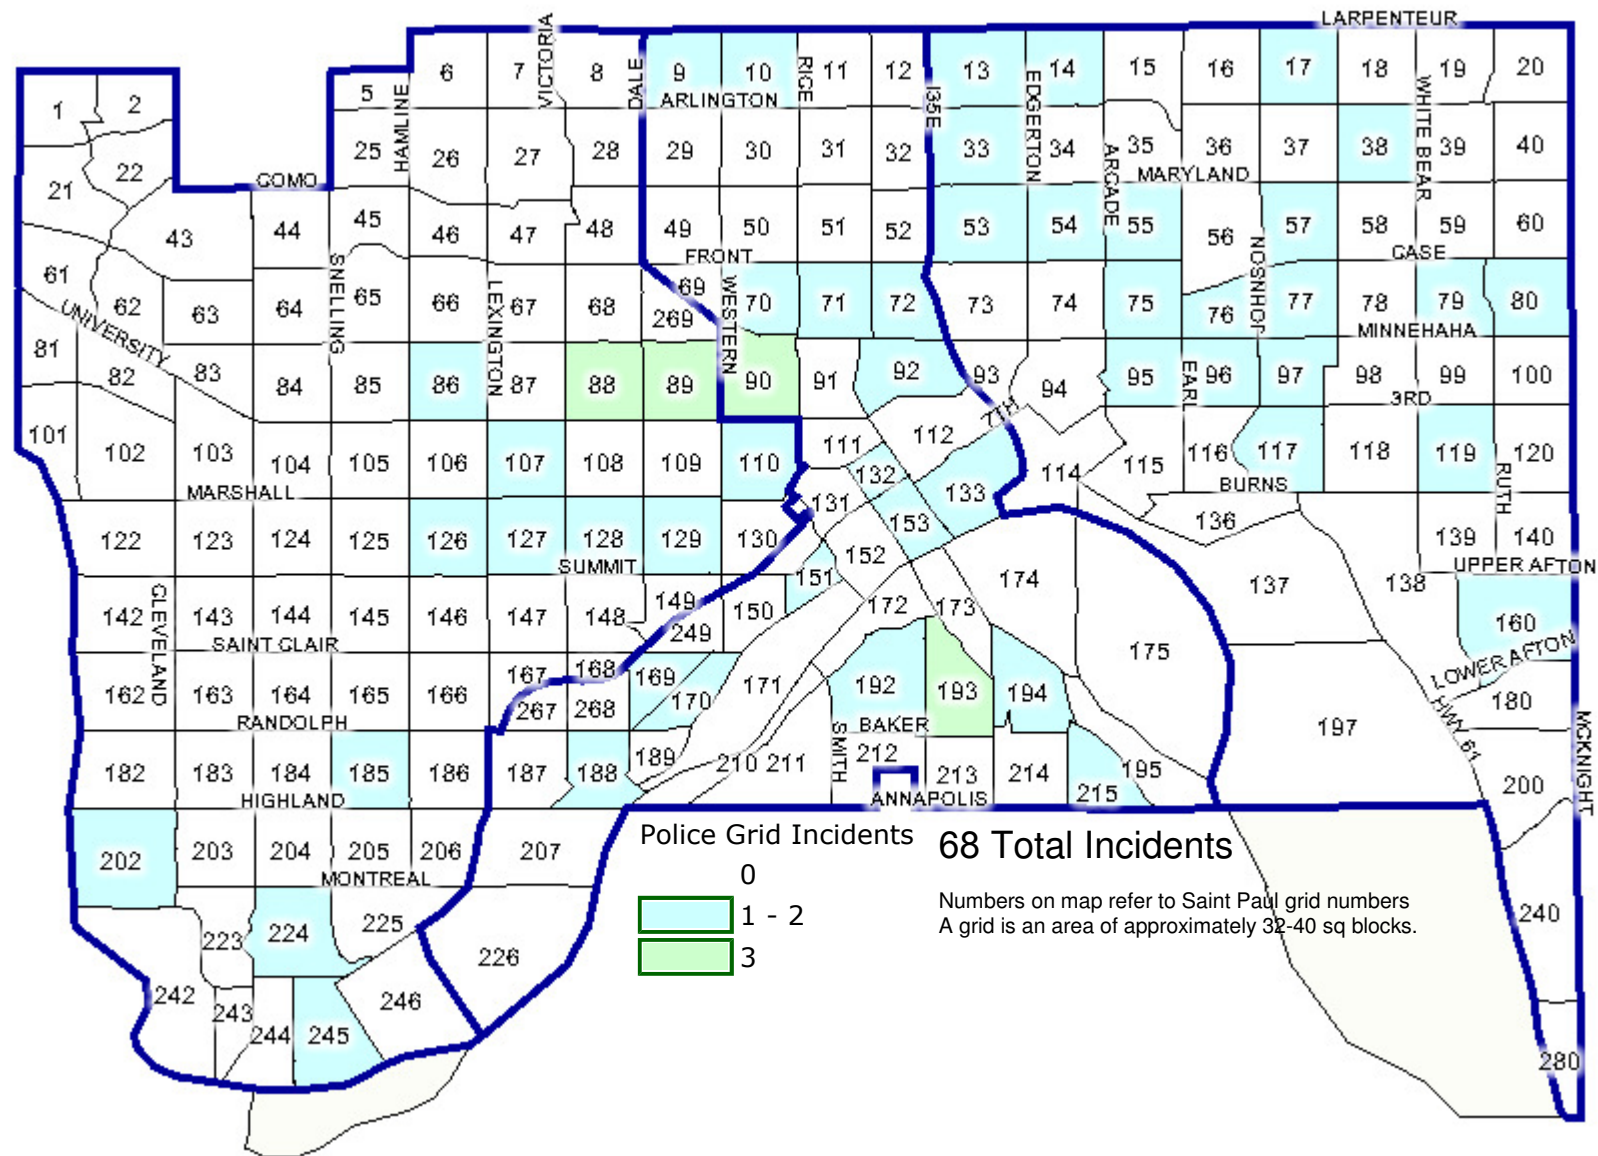 LARPENTEUR
VICTORIA
DALE
RICE
I35E
EDGERTON
WHITE BEAR
HAMLINE
6 7 8 9 10 11 12 13 14 15 16 17 18 19 20
5
1 2
ARLINGTON
25 26 27 28 29 30 31 32 33 34 35 36 37 38 39 40
ARCADE
MARYLAND
COMO
21 22
43 44 45 46 47 48 49 50 51 52 53 54 55 56 57 58 59 60
FRONT
CASE
SNELLING
LEXINGTON
WESTERN
JOHNSON
61 62 63 64 65 66 67 68 69 269 70 71 72 73 74 75 76 77 78 79 80
UNIVERSITY
MINNEHAHA
81 82 83 84 85 86 87 88 89 90 91 92 93 94 95 96 97 98 99 100
EARL
3RD
7TH
101 102 103 104 105 106 107 108 109 110 111 112 132 133 114 115 116 117 118 119 120
MARSHALL
BURNS
RUTH
122 123 124 125 126 127 128 129 130 131 153 152 151 136 139 140
SUMMIT
UPPER AFTON
CLEVELAND
142 143 144 145 146 147 148 149 249 150 172 173 174 175 137 138 160
SAINT CLAIR
LOWER AFTON
162 163 164 165 166 167 267 168 268 169 170 171 192 193 194 197 180
RANDOLPH
BAKER
SMITH
HWY 61
MCKNIGHT
182 183 184 185 186 187 188 189 210 211 212 213 214 215 195 200
HIGHLAND
ANNAPOLIS
202 203 204 205 206 207
MONTREAL
223 224 225 226 240
242 243 244 245 246 280
Police Grid Incidents
0
1 - 2
3
68 Total Incidents
Numbers on map refer to Saint Paul grid numbers
A grid is an area of approximately 32-40 sq blocks.